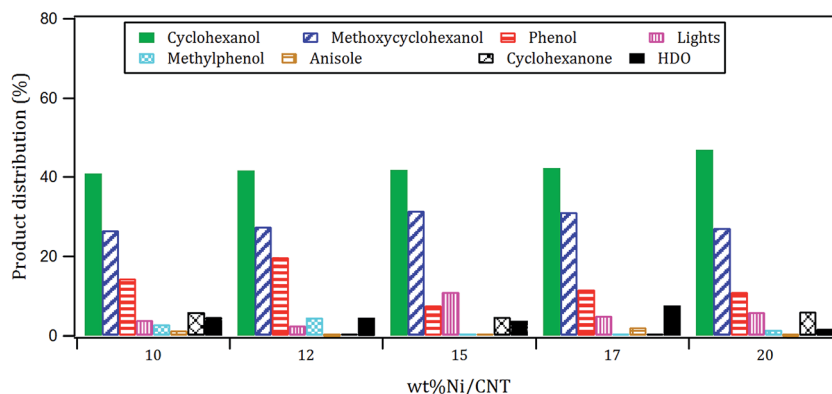 80
60
40
20
0
Product distribution (%)
Cyclohexanol Methoxycyclohexanol Phenol Lights
Methylphenol Anisole Cyclohexanone HDO
10 12 15 17 20
wt%Ni/CNT